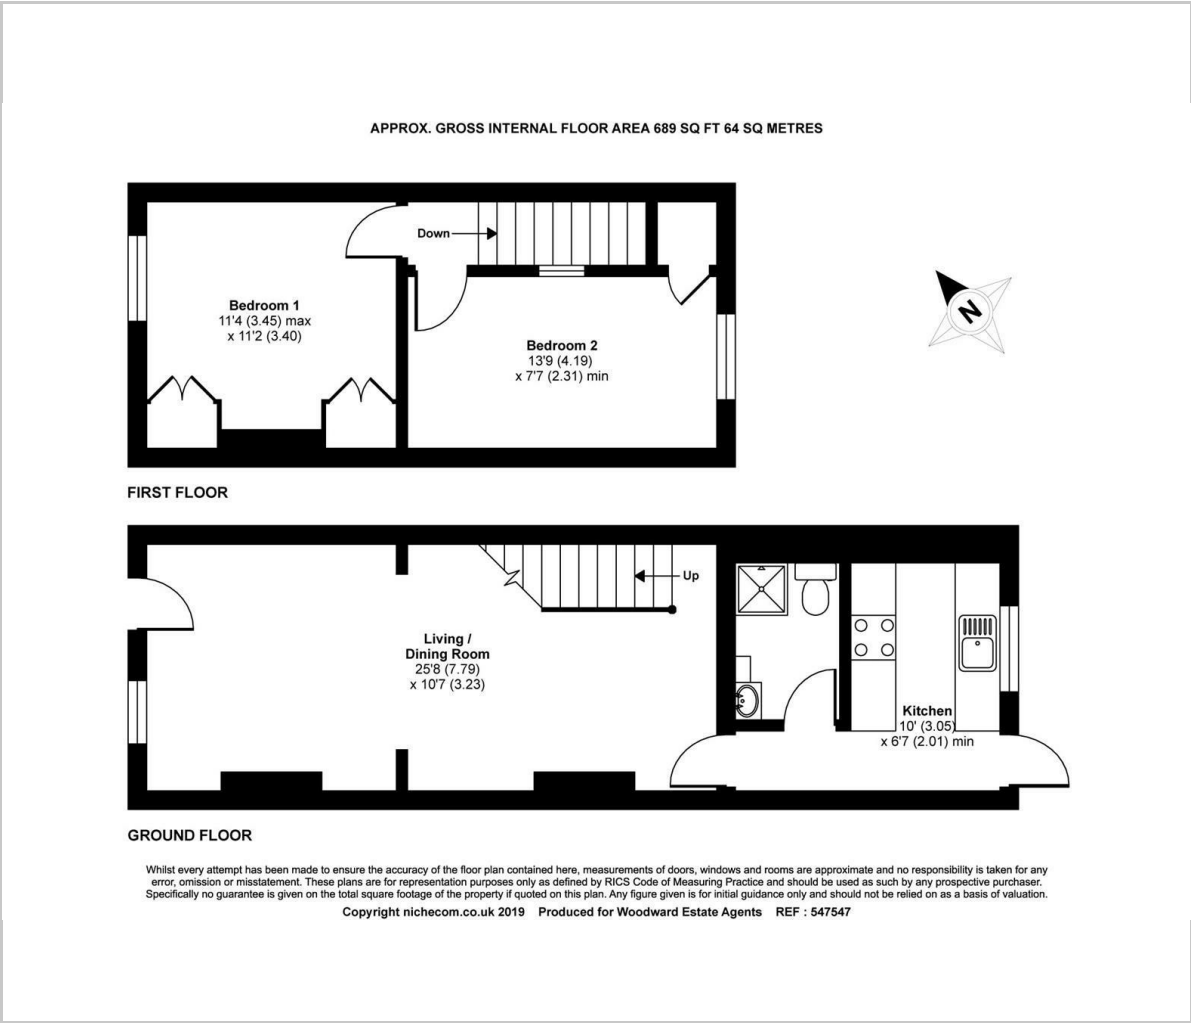 APPROX. GROSS INTERNAL FLOOR AREA 689 SQ FT 64 SQ METRES
Down
Bedroom 1
11'4 (3.45) max
x 11'2 (3.40)
Bedroom 2
13'9 (4.19)
x 7'7 (2.31) min
N
FIRST FLOOR
Up
Living /
Dining Room
25'8 (7.79)
x 10'7 (3.23)
Kitchen
10' (3.05)
x 6'7 (2.01) min
GROUND FLOOR
Whilst every attempt has been made to ensure the accuracy of the floor plan contained here, measurements of doors, windows and rooms are approximate and no responsibility is taken for any
error, omission or misstatement. These plans are for representation purposes only as defined by RICS Code of Measuring Practice and should be used as such by any prospective purchaser.
Specifically no guarantee is given on the total square footage of the property if quoted on this plan. Any figure given is for initial guidance only and should not be relied on as a basis of valuation.
Copyright nichecom.co.uk 2019 Produced for Woodward Estate Agents REF : 547547